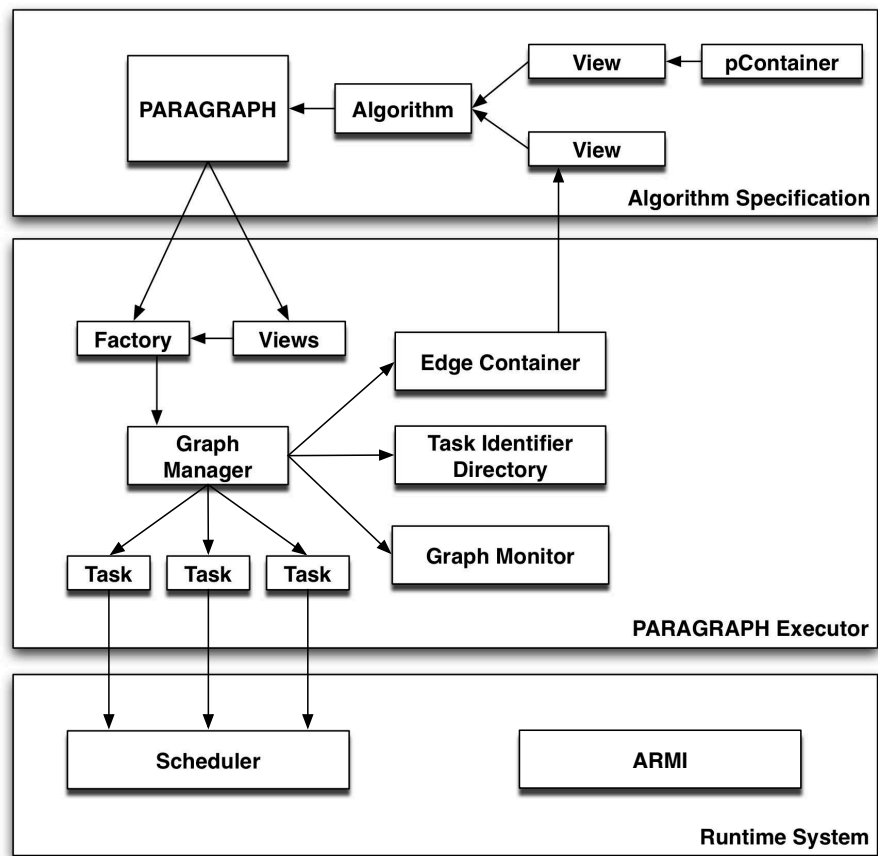 View
pContainer
PARAGRAPH
Algorithm
View
Algorithm Specification
Factory
Views
Edge Container
Graph
Manager
Task Identifier
Directory
Graph Monitor
Task
Task
Task
PARAGRAPH Executor
Scheduler
ARMI
Runtime System